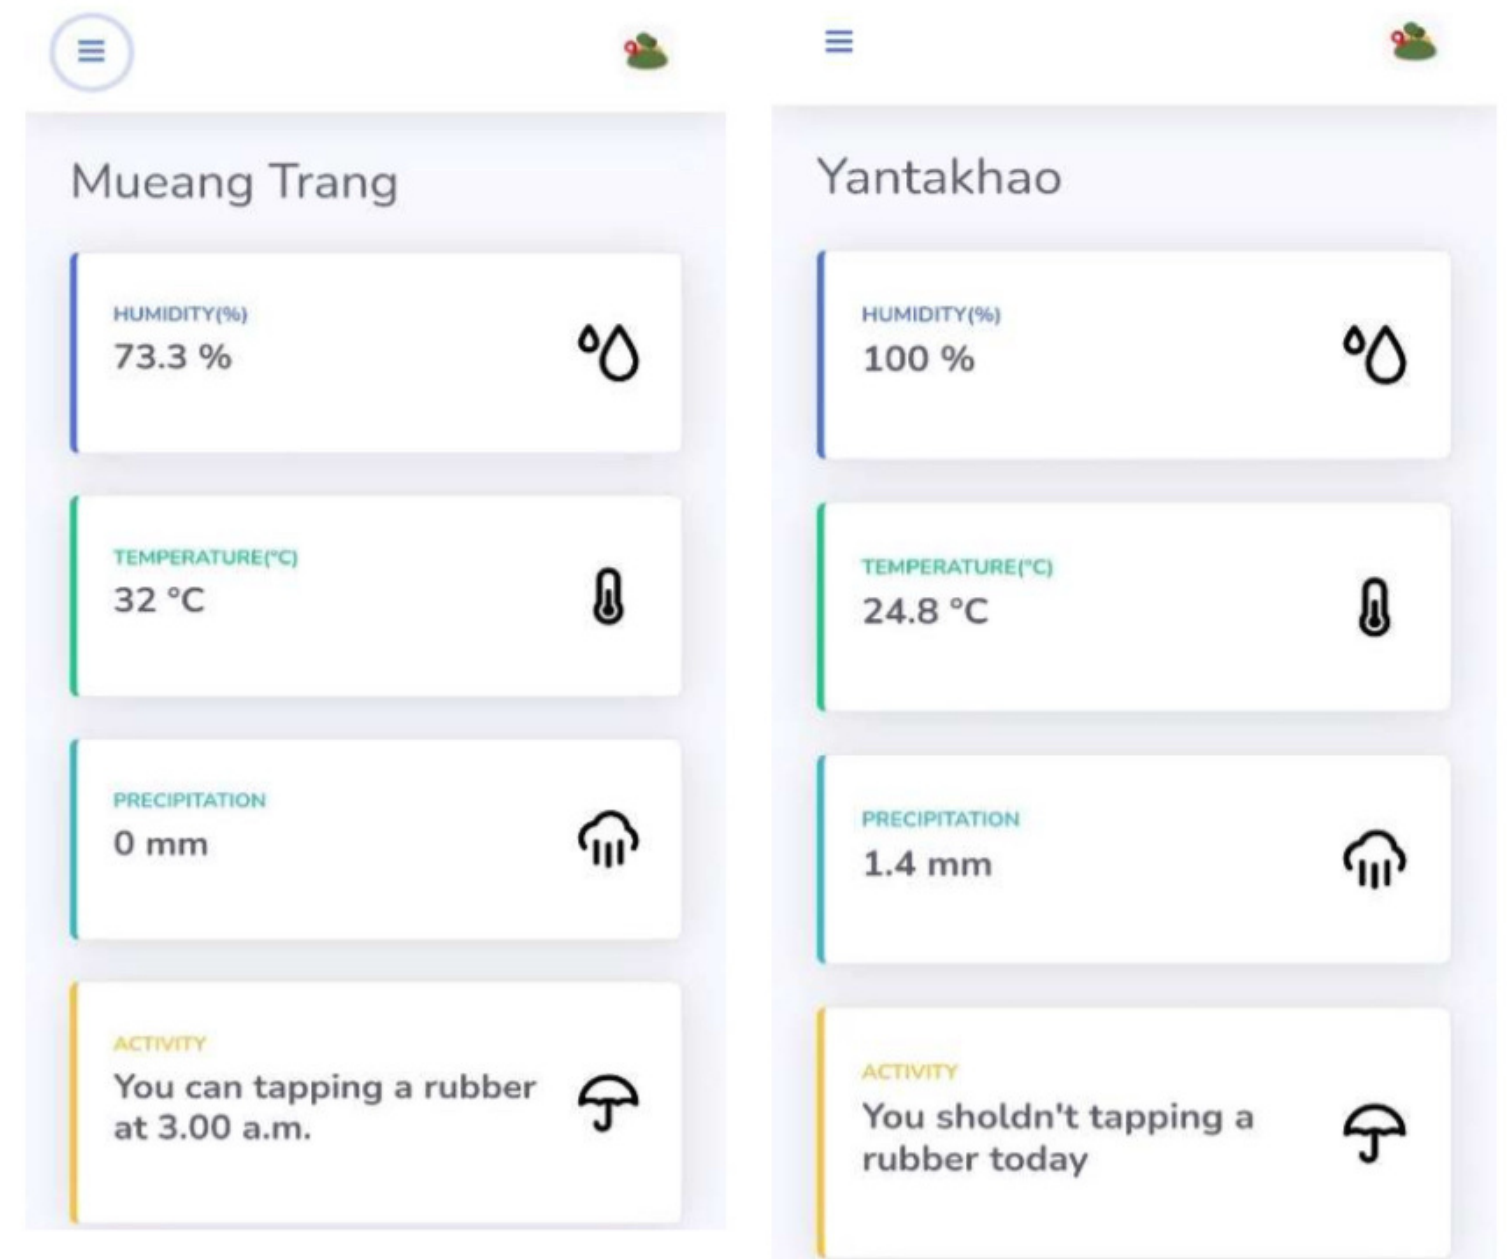 Mueang Trang
HUMIDITY(%)
73.3 %
TEMPERATURE(°C)
32 °C
PRECIPITATION
0 mm
ACTIVITY
You can tapping a rubber
at 3.00 a.m.
Yantakhao
HUMIDITY(%)
100 %
TEMPERATURE(°C)
24.8 °C
PRECIPITATION
1.4 mm
ACTIVITY
You sholdn't tapping a
rubber today